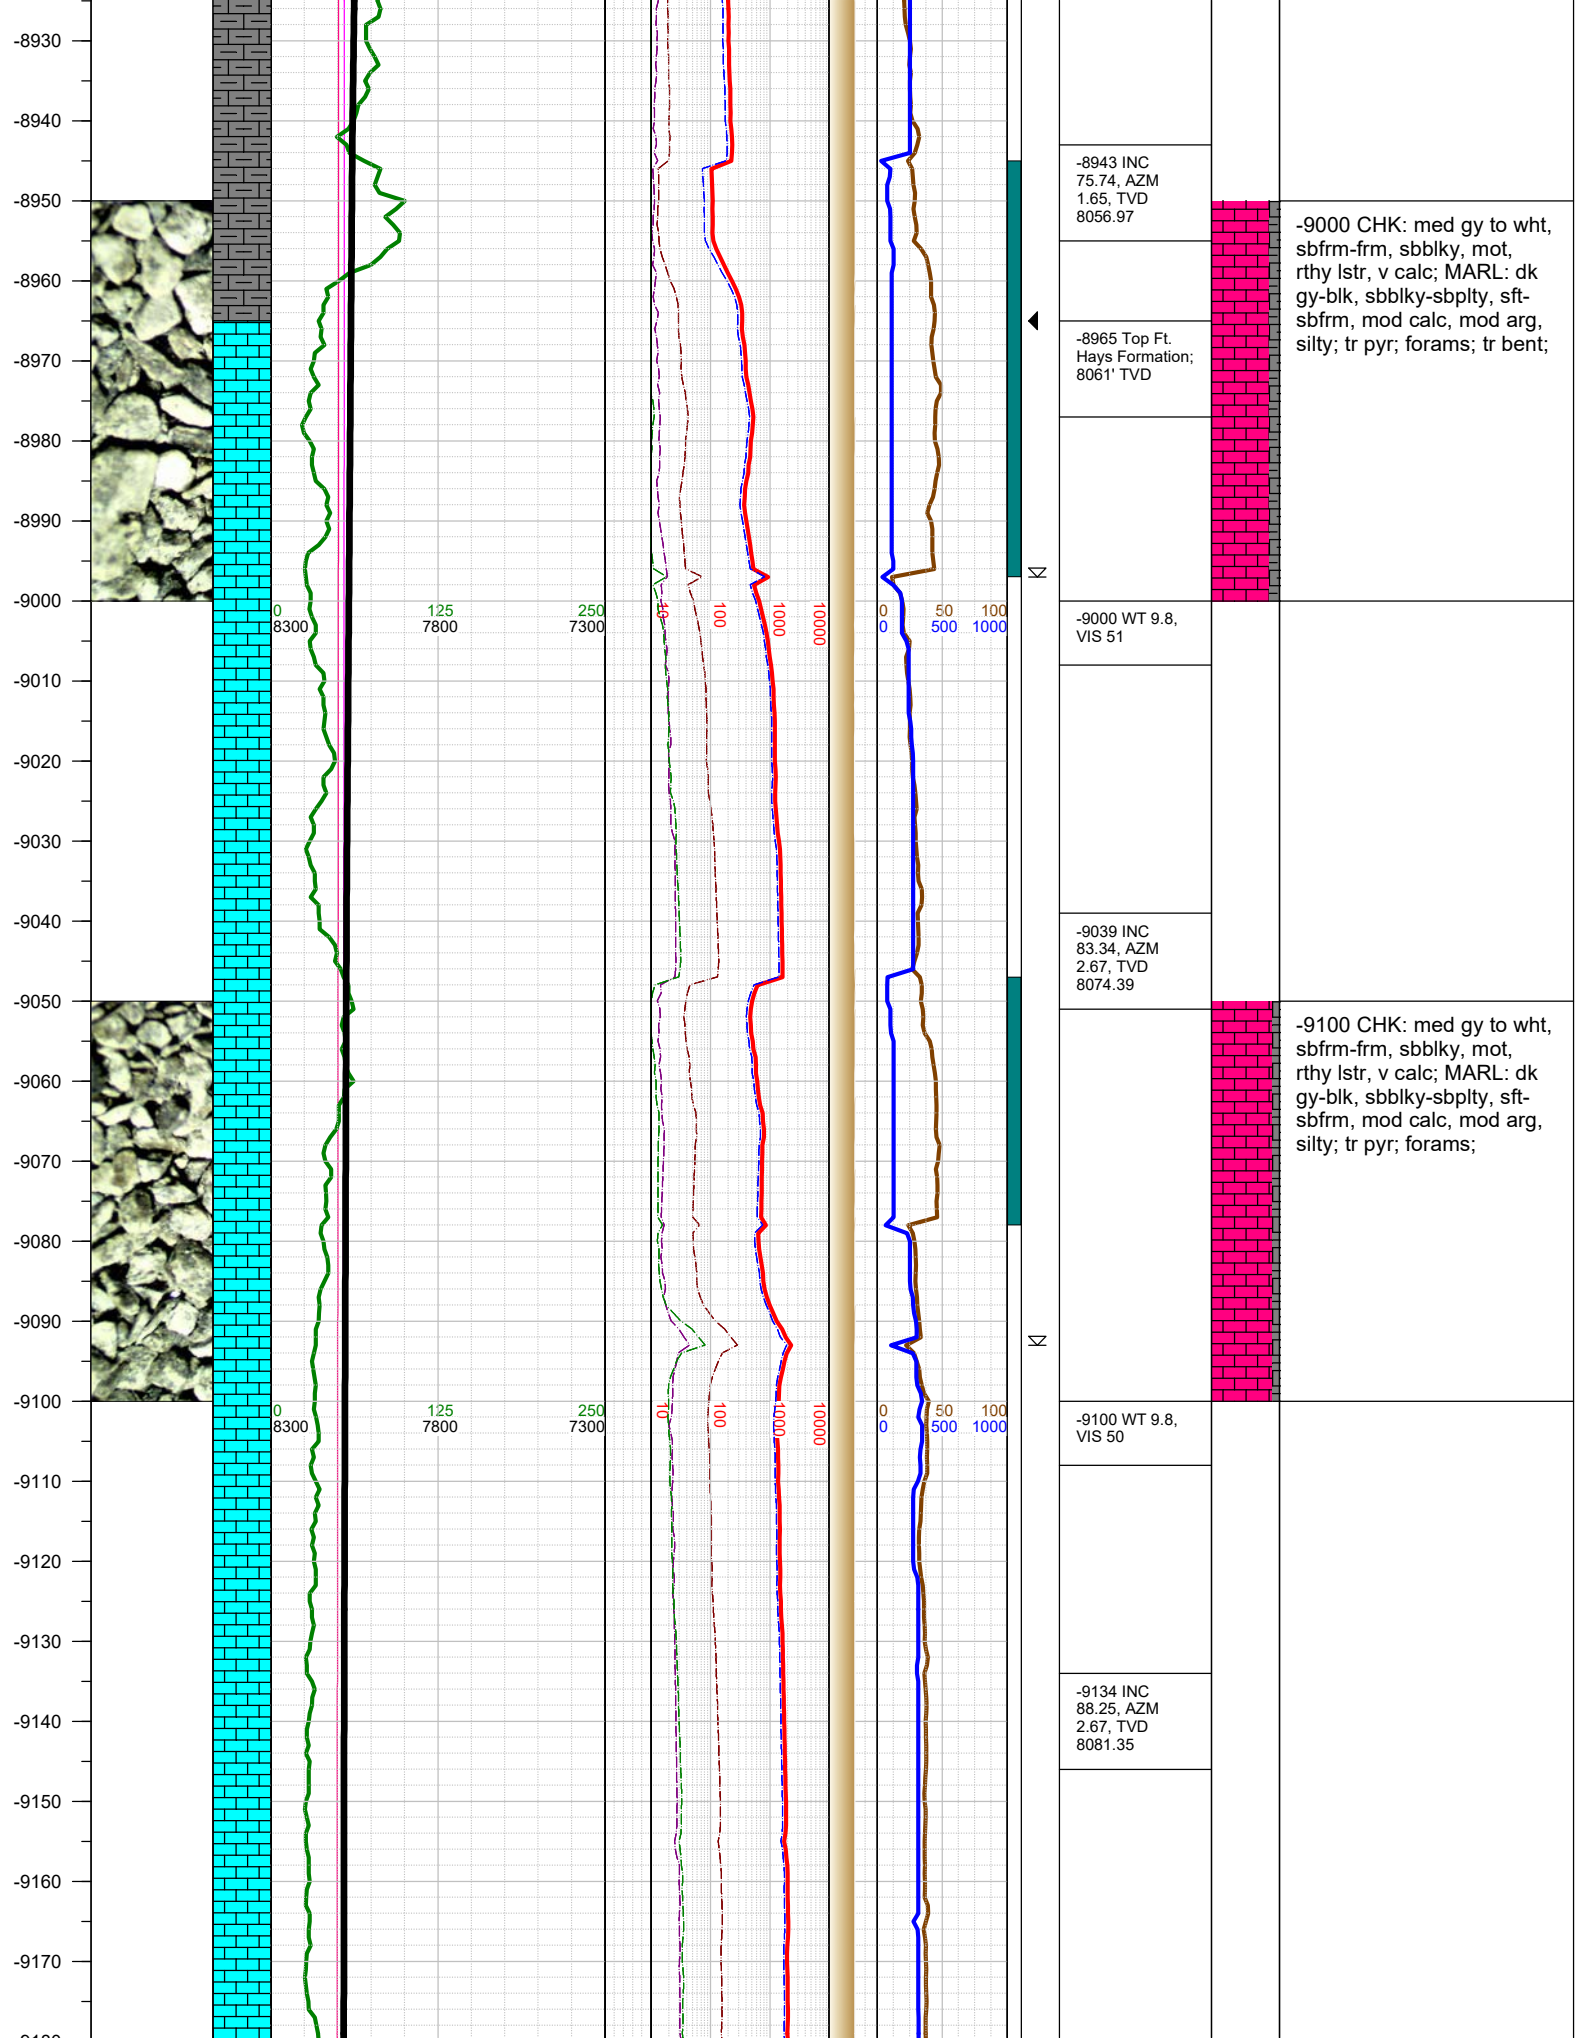 -8930
-8940
-8943 INC
75.74, AZM
1.65, TVD
8056.97
-8950
-9000 CHK: med gy to wht,
sbfrm-frm, sbblky, mot,
rthy lstr, v calc; MARL: dk
gy-blk, sbblky-sbplty, sft-
sbfrm, mod calc, mod arg,
silty; tr pyr; forams; tr bent;
-8960
-8965 Top Ft.
Hays Formation;
8061' TVD
-8970
-8980
-8990
-9000
0 125 250 10 100 1000 10000 0 50 100
8300 7800 7300 0 500 1000
-9000 WT 9.8,
VIS 51
-9010
-9020
-9030
-9040
-9039 INC
83.34, AZM
2.67, TVD
8074.39
-9050
-9100 CHK: med gy to wht,
sbfrm-frm, sbblky, mot,
rthy lstr, v calc; MARL: dk
gy-blk, sbblky-sbplty, sft-
sbfrm, mod calc, mod arg,
silty; tr pyr; forams;
-9060
-9070
-9080
-9090
-9100
0 125 250 10 100 1000 10000 0 50 100
8300 7800 7300 0 500 1000
-9100 WT 9.8,
VIS 50
-9110
-9120
-9130
-9134 INC
88.25, AZM
2.67, TVD
8081.35
-9140
-9150
-9160
-9170